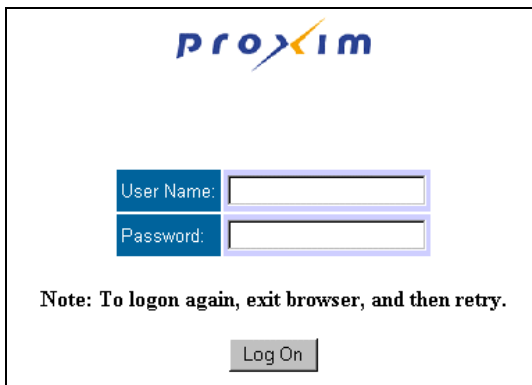 proxim
User Name:
Password:
Note: To logon again, exit browser, and then retry.
Log On